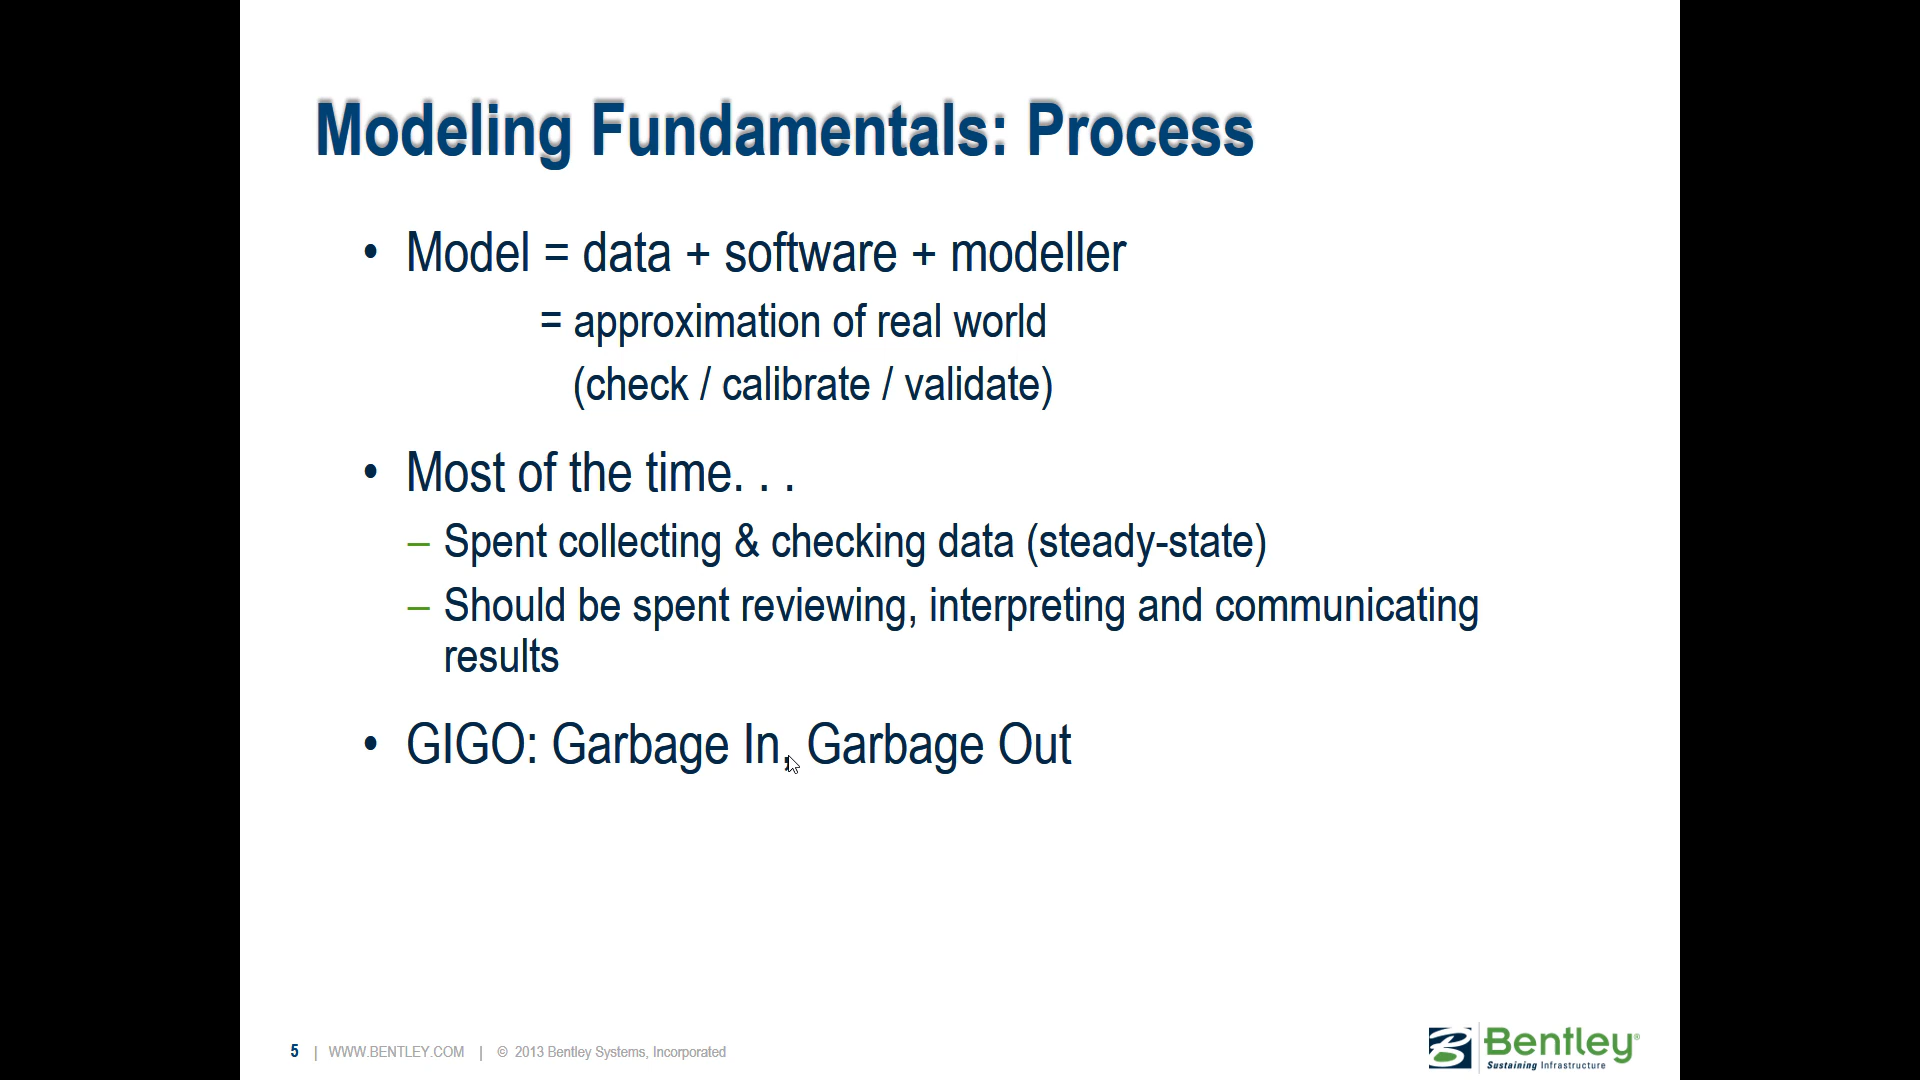 Modeling Fundamentals: Process
• Model = data + software + modeller
= approximation of real world
(check / calibrate / validate)
• Most of the time. . .
– Spent collecting & checking data (steady-state)
– Should be spent reviewing, interpreting and communicating
results
• GIGO: Garbage In, Garbage Out
5 | WWW.BENTLEY.COM | © 2013 Bentley Systems, Incorporated
Bentley®
Sustaining Infrastructure